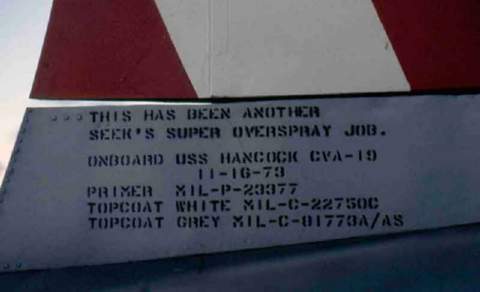 THIS HAS BEEN ANOTHER
SEEK'S SUPER OVERSPRAY JOB.
ONBOARD USS HANCOCK CVA-19
11-16-73
PRIMER MIL-P-23377
TOPCOAT WHITE MIL-C-22750C
TOPCOAT GREY MIL-C-81773A/AS